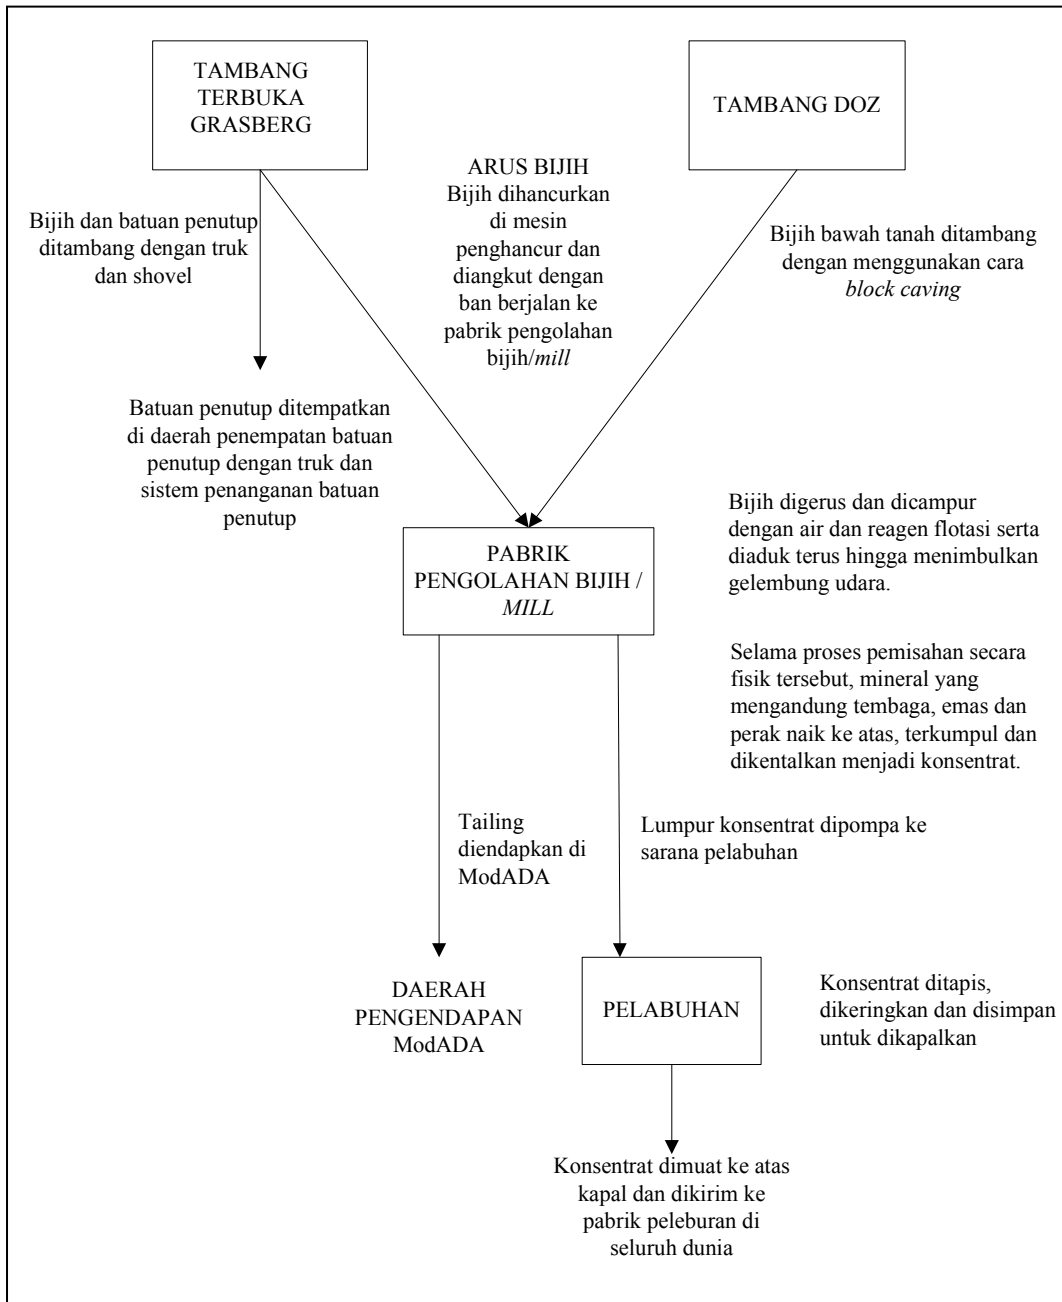 TAMBANG
TERBUKA
GRASBERG
TAMBANG DOZ
ARUS BIJIH
Bijih dihancurkan
di mesin
penghancur dan
diangkut dengan
ban berjalan ke
pabrik pengolahan
bijih/mill
Bijih dan batuan penutup
ditambang dengan truk
dan shovel
Bijih bawah tanah ditambang
dengan menggunakan cara
block caving
Batuan penutup ditempatkan
di daerah penempatan batuan
penutup dengan truk dan
sistem penanganan batuan
penutup
PABRIK
PENGOLAHAN BIJIH /
MILL
Bijih digerus dan dicampur
dengan air dan reagen flotasi serta
diaduk terus hingga menimbulkan
gelembung udara.
Selama proses pemisahan secara
fisik tersebut, mineral yang
mengandung tembaga, emas dan
perak naik ke atas, terkumpul dan
dikentalkan menjadi konsentrat.
Tailing
diendapkan di
ModADA
Lumpur konsentrat dipompa ke
sarana pelabuhan
DAERAH
PENGENDAPAN
ModADA
PELABUHAN
Konsentrat ditapis,
dikeringkan dan disimpan
untuk dikapalkan
Konsentrat dimuat ke atas
kapal dan dikirim ke
pabrik peleburan di
seluruh dunia